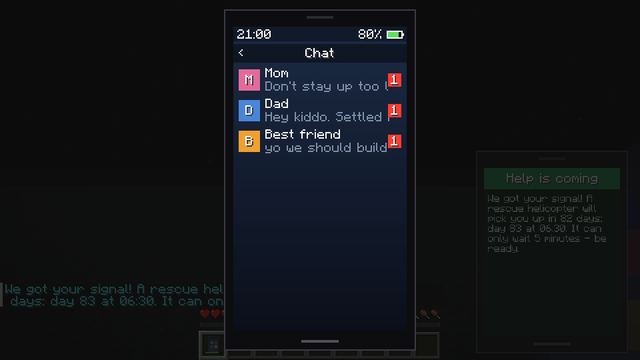 21:00 80%
< Chat
M Mom 1
Don't stay up too
D Dad 1
Hey kiddo. Settled
B Best friend 1
yo we should build
Help is coming
We got your signal! A
rescue helicopter will
pick you up in 82 days:
day 83 at 06:30. It can
only wait 5 minutes - be
ready.
We got your signal! A rescue hel
days: day 83 at 06:30. It can on